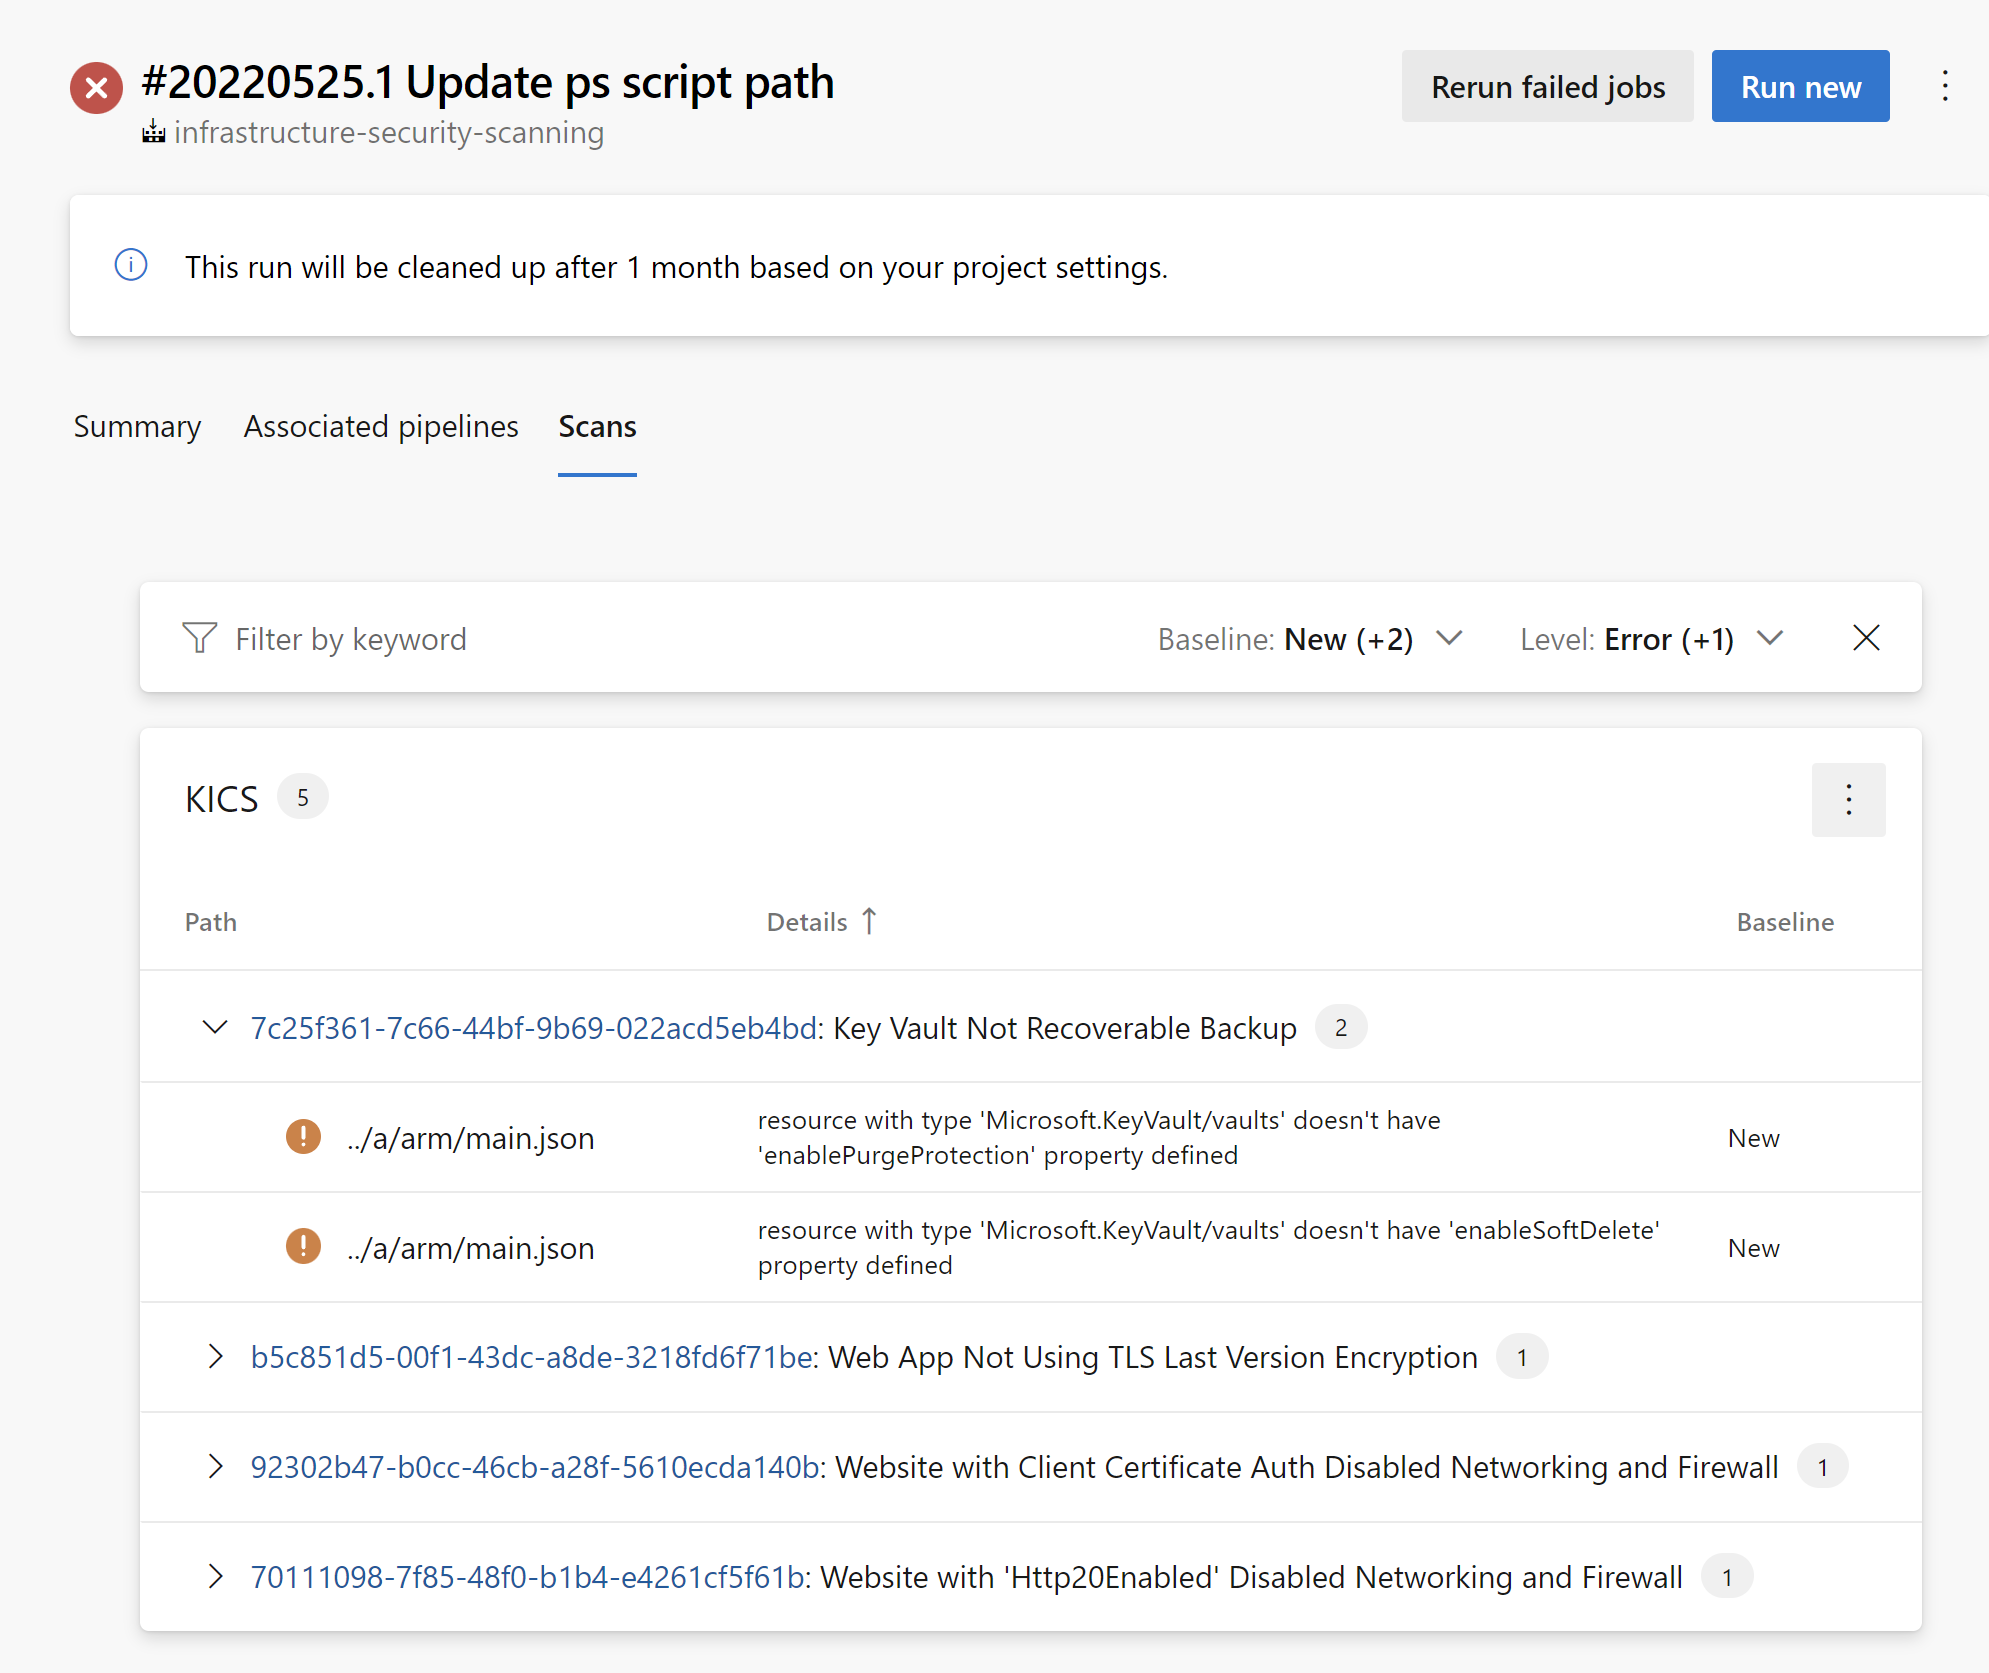 #20220525.1 Update ps script path
infrastructure-security-scanning
Rerun failed jobs
Run new
This run will be cleaned up after 1 month based on your project settings.
Summary
Associated pipelines
Scans
Filter by keyword
Baseline: New (+2)
Level: Error (+1)
KICS 5
Path
Details ↑
Baseline
7c25f361-7c66-44bf-9b69-022acd5eb4bd: Key Vault Not Recoverable Backup 2
../a/arm/main.json
resource with type 'Microsoft.KeyVault/vaults' doesn't have
'enablePurgeProtection' property defined
New
../a/arm/main.json
resource with type 'Microsoft.KeyVault/vaults' doesn't have 'enableSoftDelete'
property defined
New
b5c851d5-00f1-43dc-a8de-3218fd6f71be: Web App Not Using TLS Last Version Encryption 1
92302b47-b0cc-46cb-a28f-5610ecda140b: Website with Client Certificate Auth Disabled Networking and Firewall 1
70111098-7f85-48f0-b1b4-e4261cf5f61b: Website with 'Http20Enabled' Disabled Networking and Firewall 1